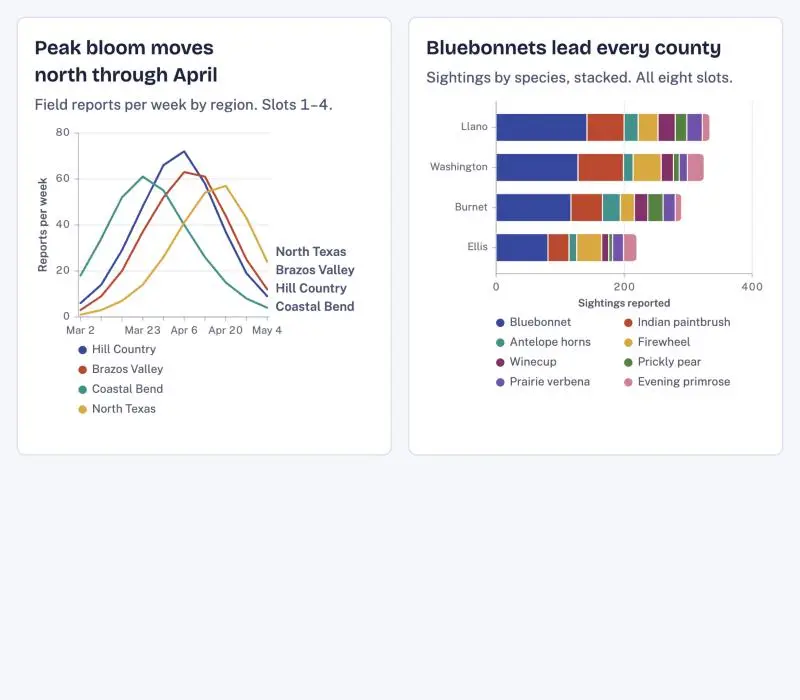 Peak bloom moves
north through April
Field reports per week by region. Slots 1–4.
Reports per week
80
60
40
20
0
Mar 2
Mar 23
Apr 6
Apr 20
May 4
North Texas
Brazos Valley
Hill Country
Coastal Bend
Hill Country
Brazos Valley
Coastal Bend
North Texas
Bluebonnets lead every county
Sightings by species, stacked. All eight slots.
Llano
Washington
Burnet
Ellis
0
200
400
Sightings reported
Bluebonnet
Indian paintbrush
Antelope horns
Firewheel
Winecup
Prickly pear
Prairie verbena
Evening primrose